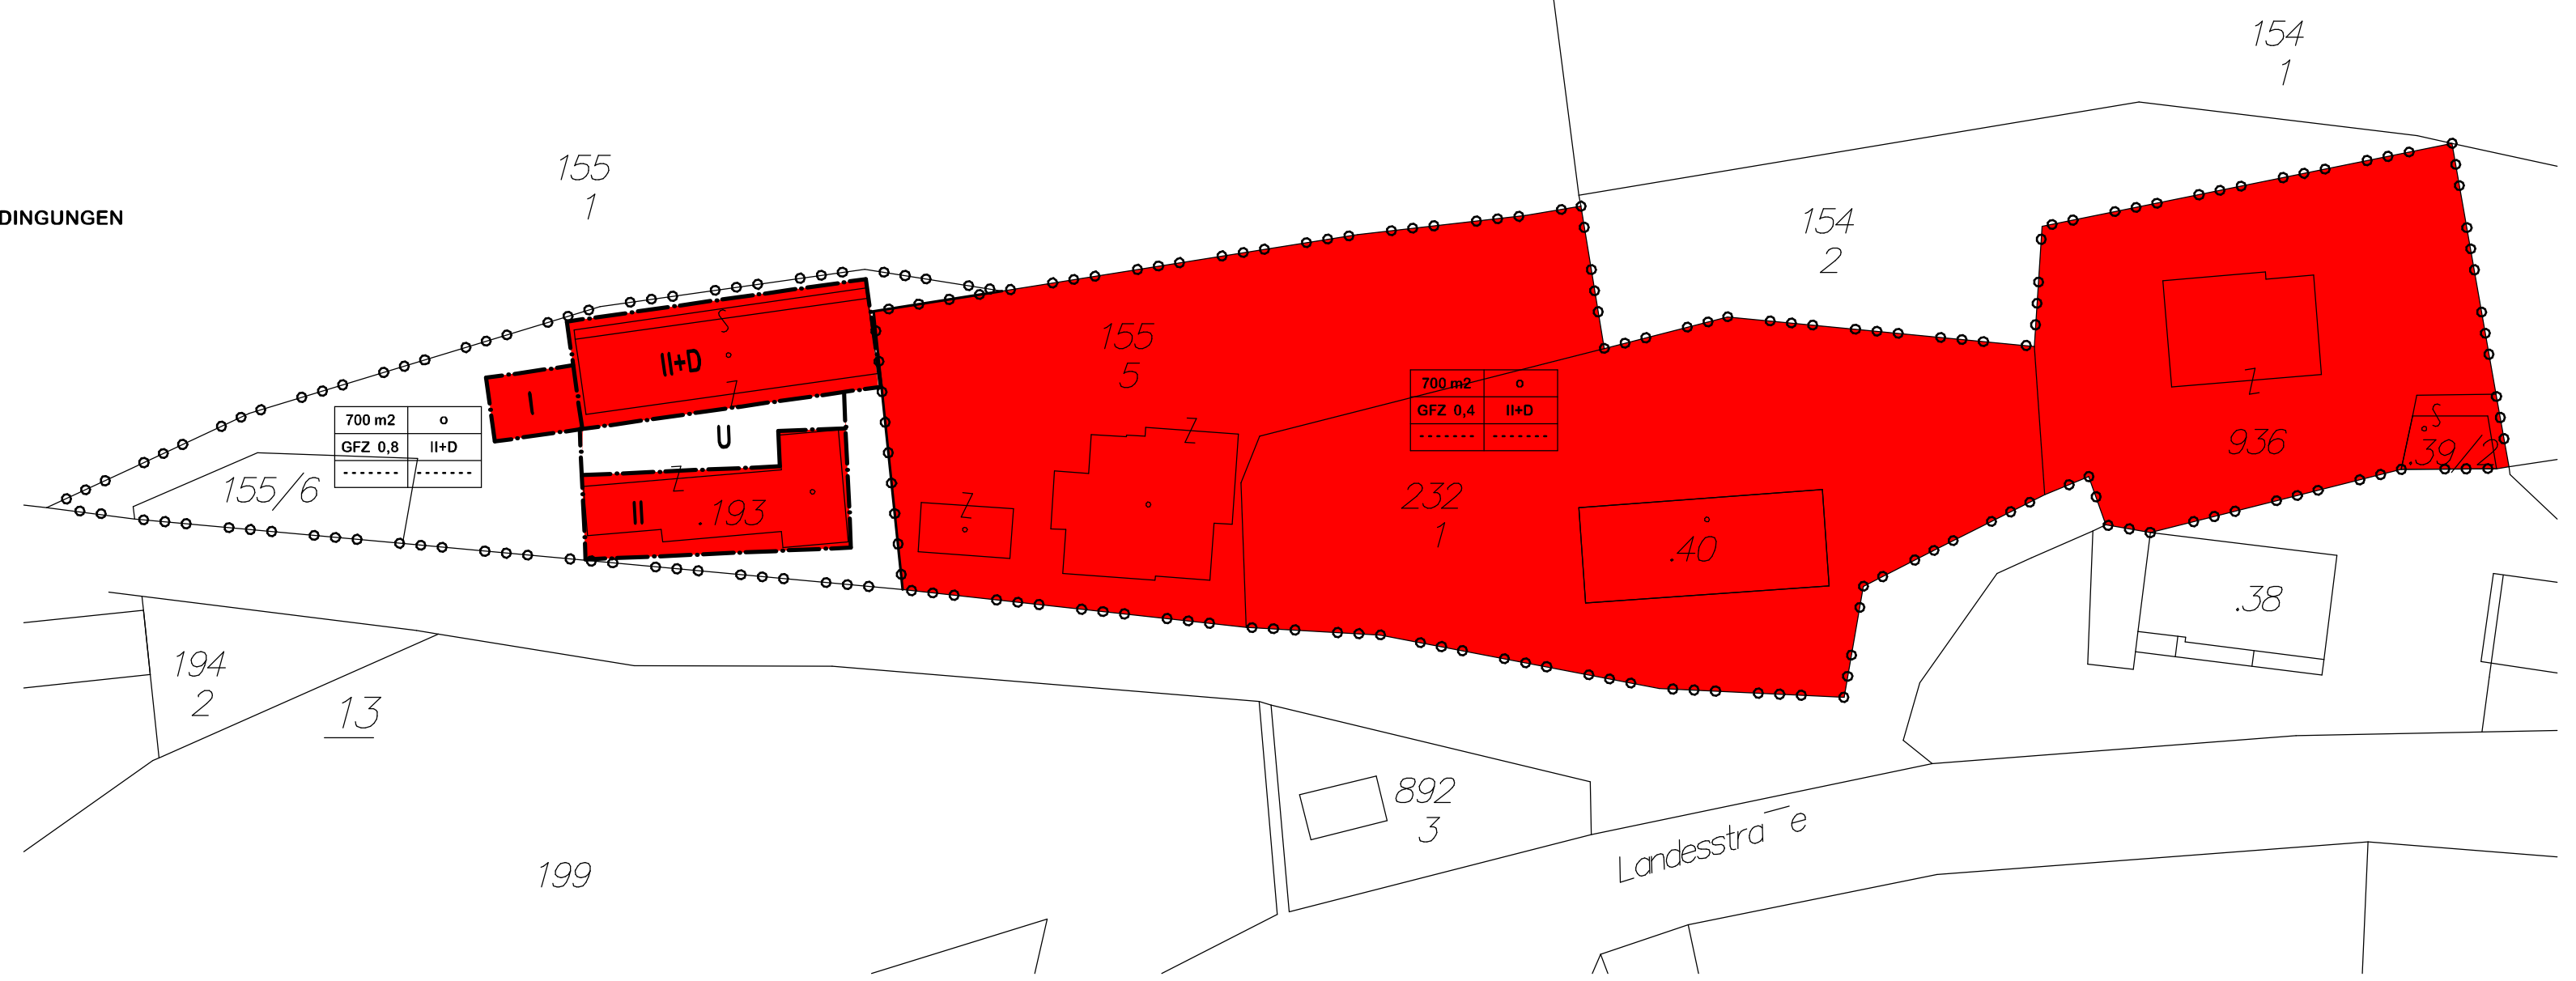 154
1
155
1
DINGUNGEN
154
2
155
5
II+D
I
U
II
.193
700 m2 o
GFZ 0,8 II+D
155/6
700 m2 o
GFZ 0,4 II+D
232
1
.40
936
.39/2
.38
194
2
13
892
3
199
Landesstra¯e